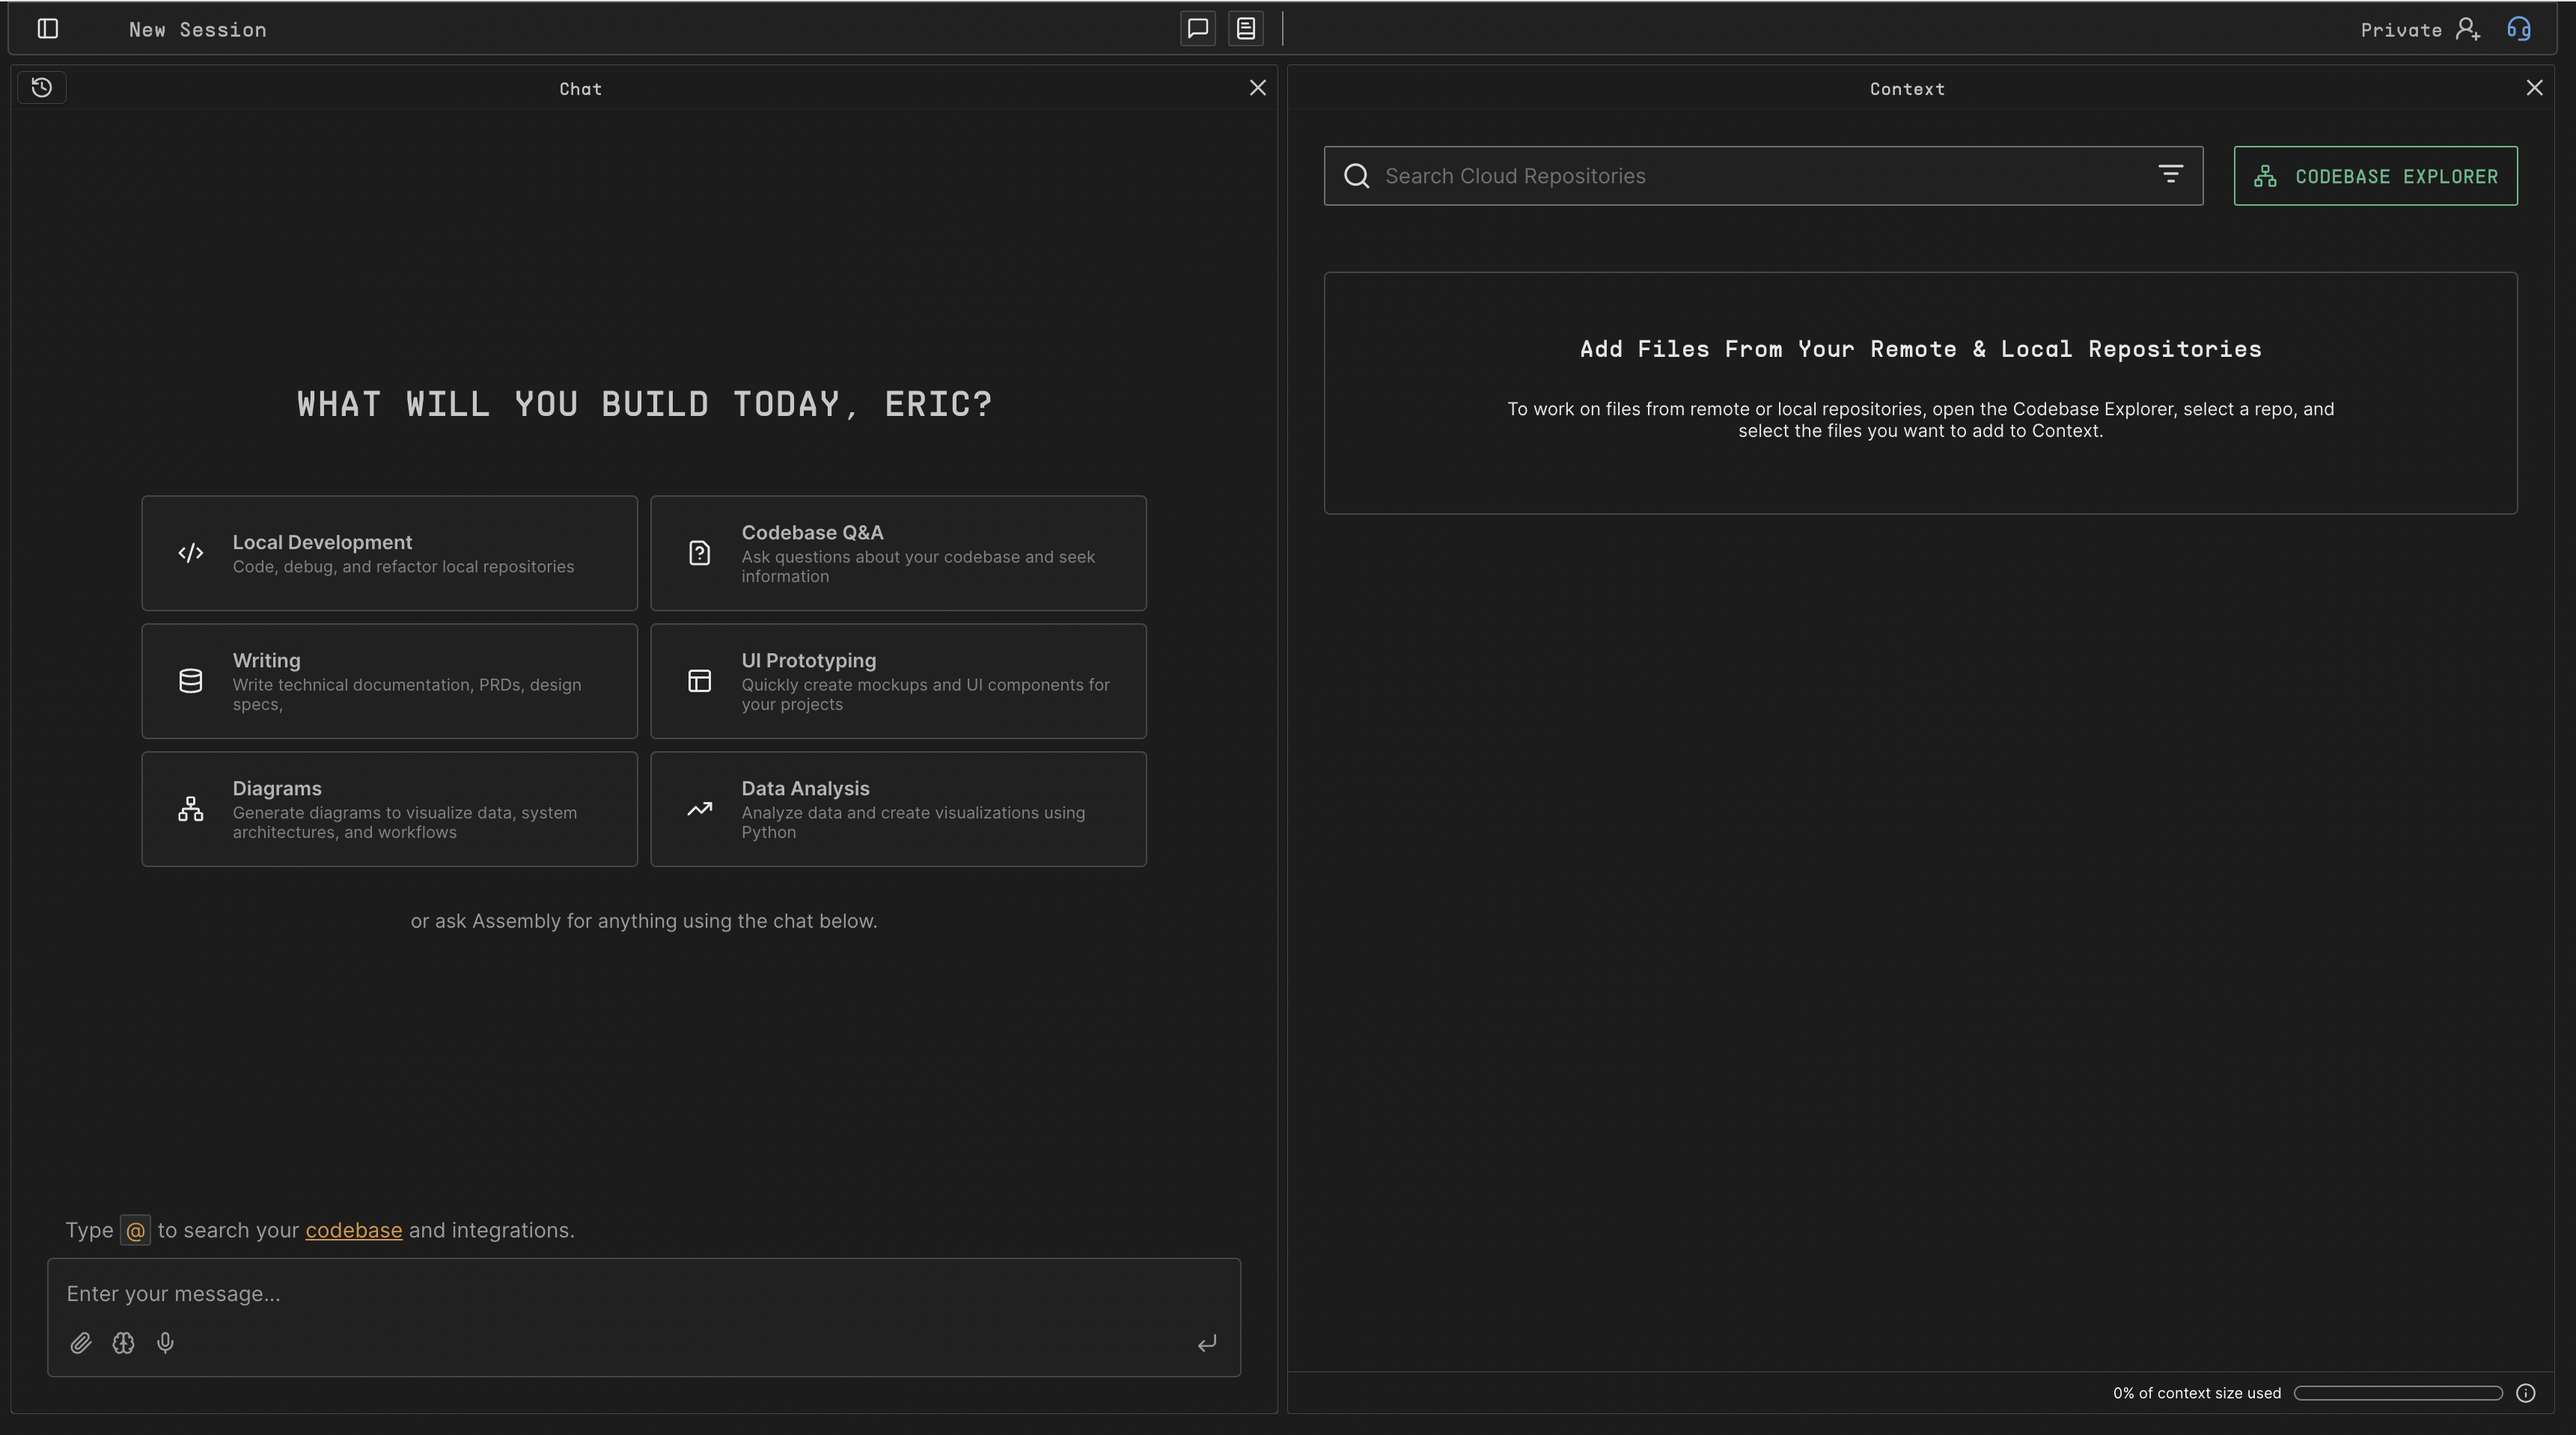 New Session
Private
Chat
WHAT WILL YOU BUILD TODAY, ERIC?
Local Development
Code, debug, and refactor local repositories
Codebase Q&A
Ask questions about your codebase and seek
information
Writing
Write technical documentation, PRDs, design
specs,
UI Prototyping
Quickly create mockups and UI components for
your projects
Diagrams
Generate diagrams to visualize data, system
architectures, and workflows
Data Analysis
Analyze data and create visualizations using
Python
or ask Assembly for anything using the chat below.
Type @ to search your codebase and integrations.
Enter your message...
Context
Search Cloud Repositories
CODEBASE EXPLORER
Add Files From Your Remote & Local Repositories
To work on files from remote or local repositories, open the Codebase Explorer, select a repo, and
select the files you want to add to Context.
0% of context size used